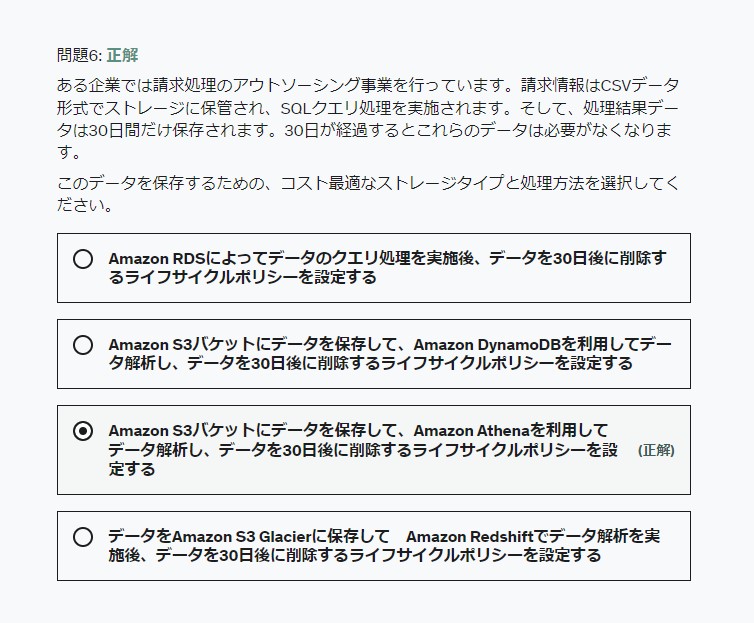 問題6: 正解
ある企業では請求処理のアウトソーシング事業を行っています。請求情報はCSVデータ
形式でストレージに保管され、SQLクエリ処理を実施されます。そして、処理結果デー
タは30日間だけ保存されます。30日が経過するとこれらのデータは必要がなくなりま
す。
このデータを保存するための、コスト最適なストレージタイプと処理方法を選択してく
ださい。
Amazon RDSによってデータのクエリ処理を実施後、データを30日後に削除す
るライフサイクルポリシーを設定する
Amazon S3バケットにデータを保存して、Amazon DynamoDBを利用してデー
タ解析し、データを30日後に削除するライフサイクルポリシーを設定する
Amazon S3バケットにデータを保存して、Amazon Athenaを利用して
データ解析し、データを30日後に削除するライフサイクルポリシーを設
定する
(正解)
データをAmazon S3 Glacierに保存して　Amazon Redshiftでデータ解析を実
施後、データを30日後に削除するライフサイクルポリシーを設定する